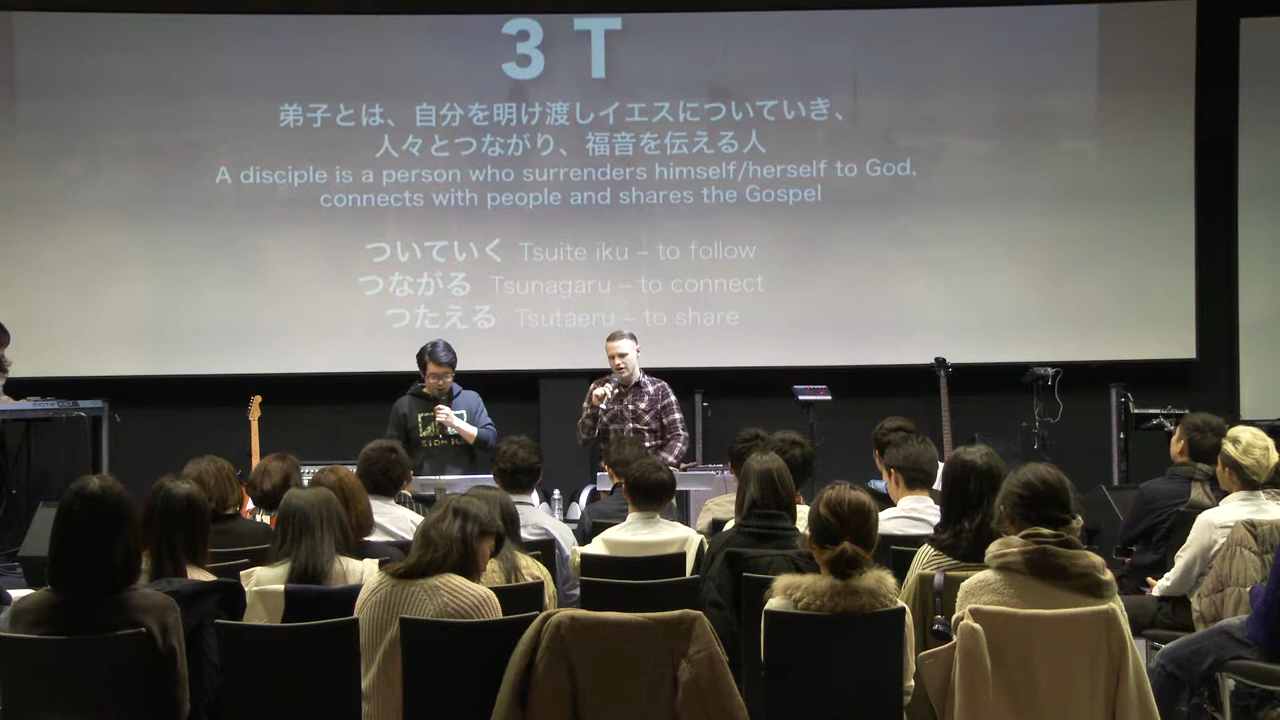 3 T
弟子とは、自分を明け渡しイエスについていき、
人々とつながり、福音を伝える人
A disciple is a person who surrenders himself/herself to God,
connects with people and shares the Gospel
ついていく Tsuite iku – to follow
つながる Tsunagaru – to connect
つたえる Tsutaeru – to share